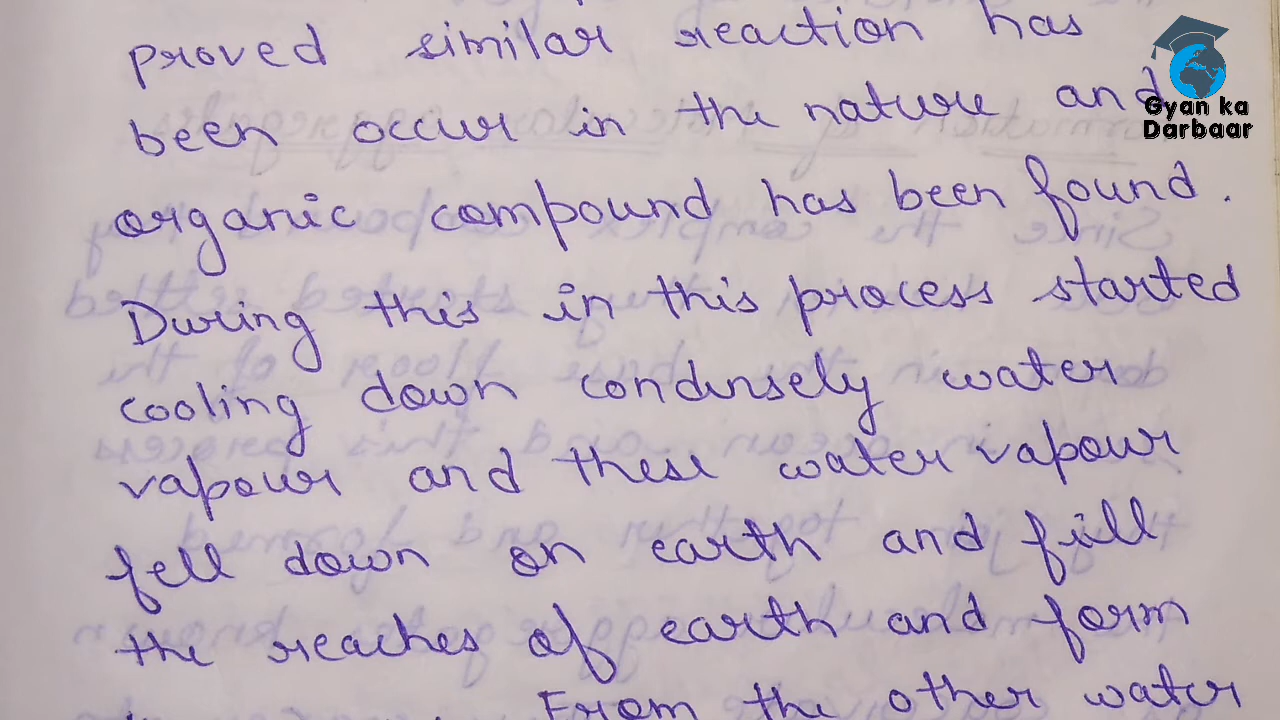 proved similar reaction has
been occur in the nature and
organic compound has been found.
During this in this process started
cooling down condersely water
vapour and these water vapour
fell down on earth and fill
the reaches of earth and form
From the other water
Gyan ka
Darbaar